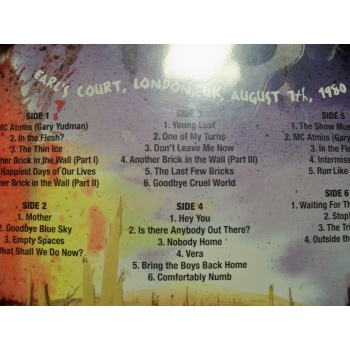 EARL'S COURT, LONDON, UK, AUGUST 7th, 1980
SIDE 1
MC Atmos (Gary Yudman)
2. In the Flesh?
3. The Thin Ice
other Brick in the Wall (Part I)
Happiest Days of Our Lives
other Brick in the Wall (Part II)
SIDE 2
1. Mother
2. Goodbye Blue Sky
3. Empty Spaces
What Shall We Do Now?
SIDE 3
1. Young Lust
2. One of My Turns
3. Don't Leave Me Now
4. Another Brick in the Wall (Part III)
5. The Last Few Bricks
6. Goodbye Cruel World
SIDE 4
1. Hey You
2. Is there Anybody Out There?
3. Nobody Home
4. Vera
5. Bring the Boys Back Home
6. Comfortably Numb
SIDE 5
1. The Show Mus
2. MC Atmos (Gary
3. In the Fle
4. Intermiss
5. Run Like
SIDE 6
1. Waiting For Th
2. Stop
3. The Tri
4. Outside th